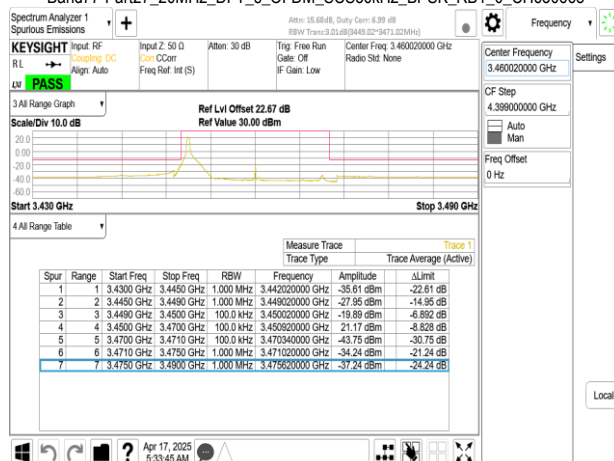 Spectrum Analyzer 1
Spurious Emissions
Attn: 15.68dB, Duty Corr: 6.99 dB
RBW Trans:3.01dB(3449.02~3471.02MHz)
Frequency
Settings
KEYSIGHT
RL
PASS
Input: RF
Coupling: DC
Align: Auto
Input Z: 50 Ω
Corr CCorr
Freq Ref: Int (S)
Atten: 30 dB
Trig: Free Run
Gate: Off
IF Gain: Low
Center Freq: 3.460020000 GHz
Radio Std: None
Center Frequency
3.460020000 GHz
CF Step
4.399000000 GHz
Auto
Man
Freq Offset
0 Hz
3 All Range Graph
Scale/Div 10.0 dB
Ref Lvl Offset 22.67 dB
Ref Value 30.00 dBm
20.0
0.00
-20.0
-40.0
-60.0
Start 3.430 GHz
Stop 3.490 GHz
4 All Range Table
Measure Trace Trace 1
Trace Type Trace Average (Active)
Spur Range Start Freq Stop Freq RBW Frequency Amplitude ΔLimit
1 1 3.4300 GHz 3.4450 GHz 1.000 MHz 3.442020000 GHz -35.61 dBm -22.61 dB
2 2 3.4450 GHz 3.4490 GHz 1.000 MHz 3.449020000 GHz -27.95 dBm -14.95 dB
3 3 3.4490 GHz 3.4500 GHz 100.0 kHz 3.450020000 GHz -19.89 dBm -6.892 dB
4 4 3.4500 GHz 3.4700 GHz 100.0 kHz 3.450920000 GHz 21.17 dBm -8.828 dB
5 5 3.4700 GHz 3.4710 GHz 100.0 kHz 3.470340000 GHz -43.75 dBm -30.75 dB
6 6 3.4710 GHz 3.4750 GHz 1.000 MHz 3.471020000 GHz -34.24 dBm -21.24 dB
7 7 3.4750 GHz 3.4900 GHz 1.000 MHz 3.475620000 GHz -37.24 dBm -24.24 dB
Local
?
Apr 17, 2025
5:33:45 AM